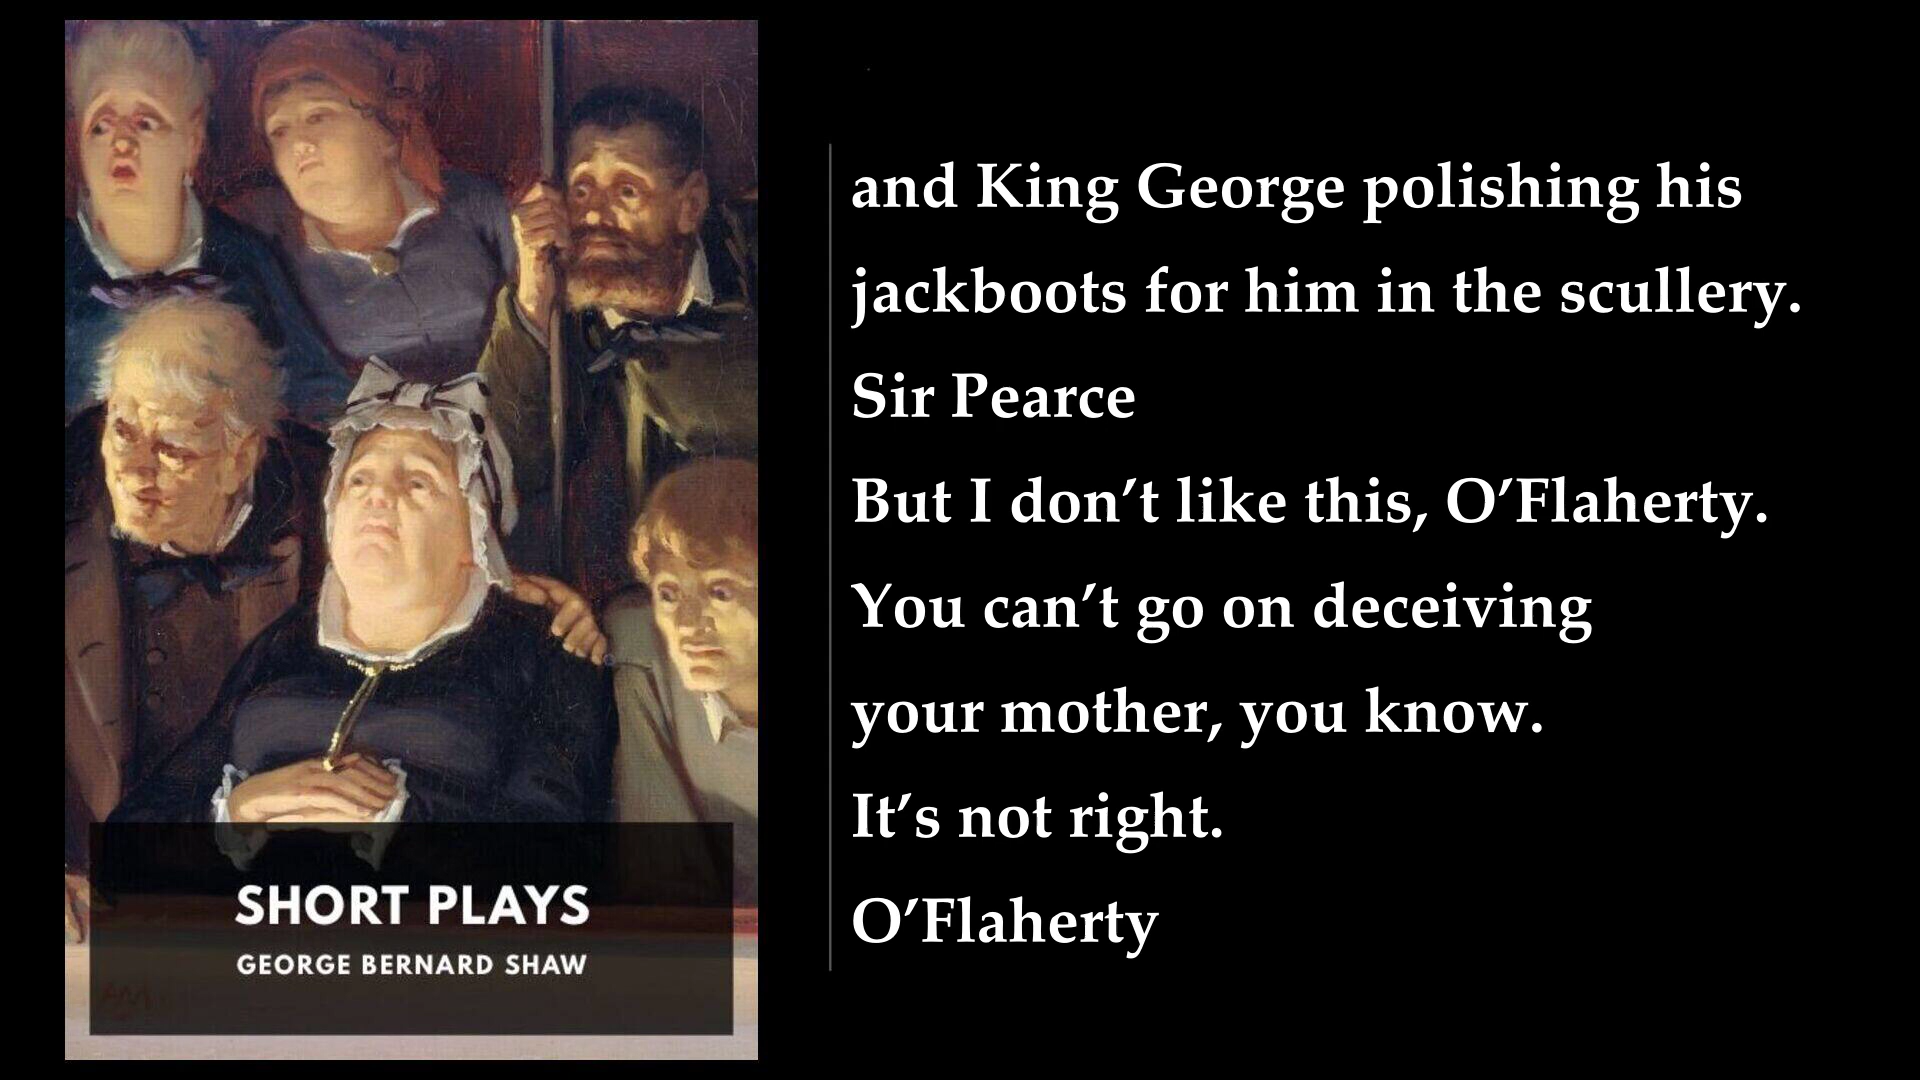 SHORT PLAYS
GEORGE BERNARD SHAW
and King George polishing his
jackboots for him in the scullery.
Sir Pearce
But I don’t like this, O’Flaherty.
You can’t go on deceiving
your mother, you know.
It’s not right.
O’Flaherty